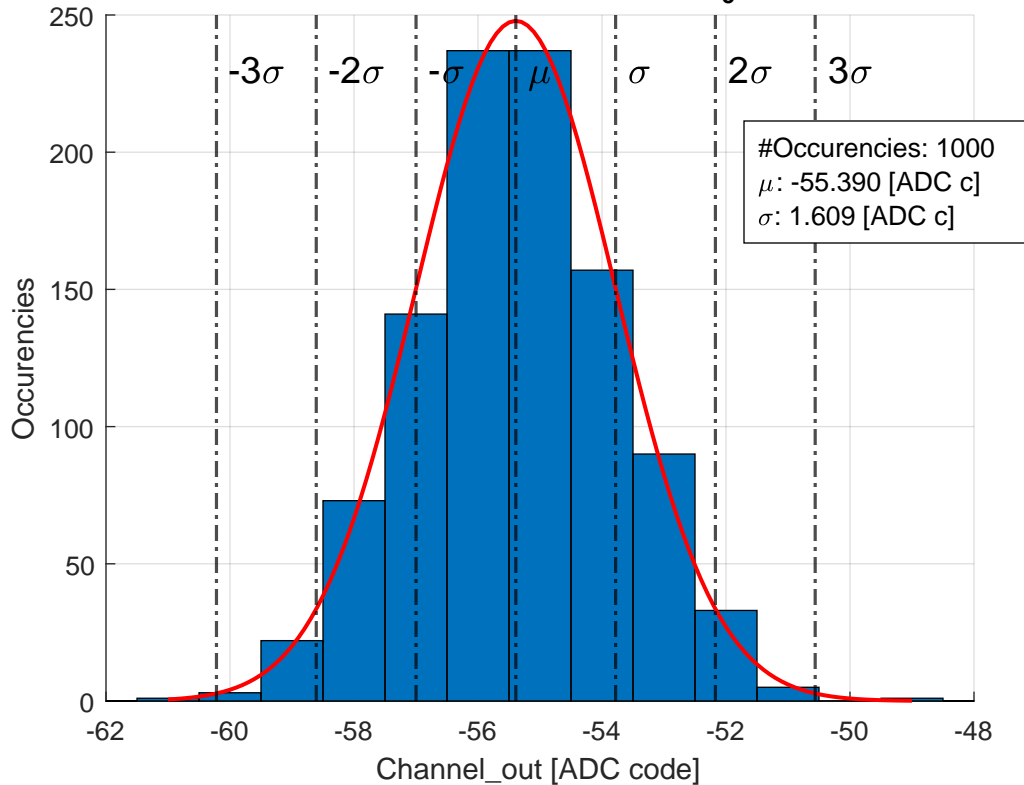 250
200
150
100
50
0
-3σ
-2σ
-σ
μ
σ
2σ
3σ
#Occurencies: 1000
μ: -55.390 [ADC c]
σ: 1.609 [ADC c]
Occurencies
-62
-60
-58
-56
-54
-52
-50
-48
Channel_out [ADC code]